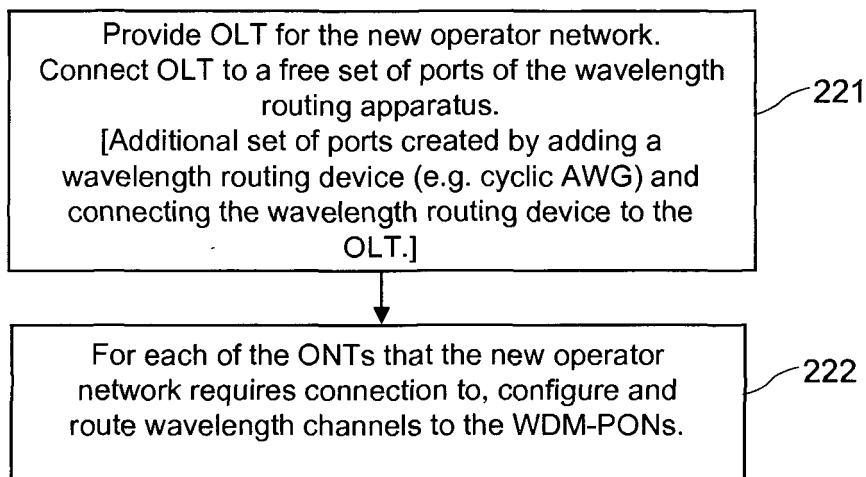 Provide OLT for the new operator network.
Connect OLT to a free set of ports of the wavelength
routing apparatus.
[Additional set of ports created by adding a
wavelength routing device (e.g. cyclic AWG) and
connecting the wavelength routing device to the
OLT.]
221
For each of the ONTs that the new operator
network requires connection to, configure and
route wavelength channels to the WDM-PONs.
222